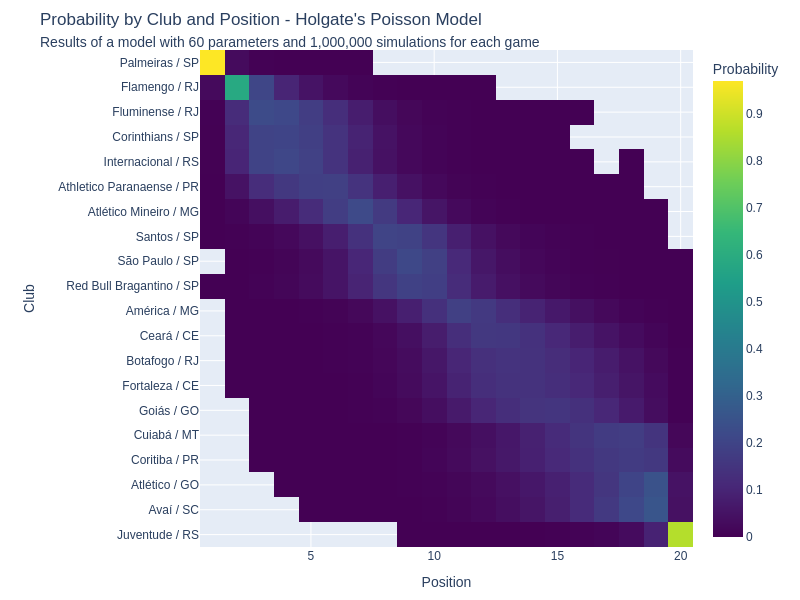 Probability by Club and Position - Holgate's Poisson Model
Results of a model with 60 parameters and 1,000,000 simulations for each game
Probability
Palmeiras / SP
Flamengo / RJ
Fluminense / RJ
Corinthians / SP
Internacional / RS
Athletico Paranaense / PR
Atlético Mineiro / MG
Santos / SP
São Paulo / SP
Red Bull Bragantino / SP
América / MG
Ceará / CE
Botafogo / RJ
Fortaleza / CE
Goiás / GO
Cuiabá / MT
Coritiba / PR
Atlético / GO
Avaí / SC
Juventude / RS
Club
5
10
15
20
Position
0.9
0.8
0.7
0.6
0.5
0.4
0.3
0.2
0.1
0